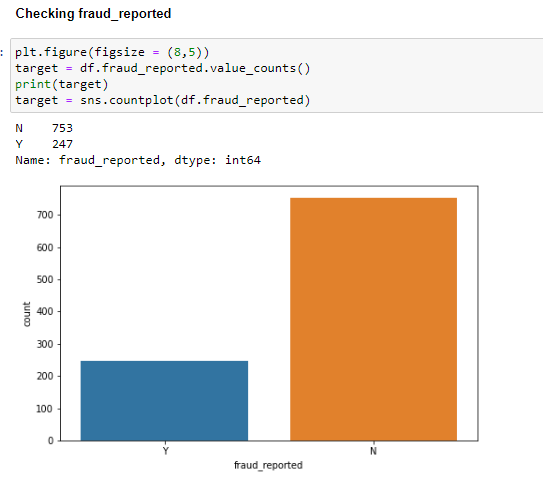 Checking fraud_reported
: plt.figure(figsize = (8,5))
target = df.fraud_reported.value_counts()
print(target)
target = sns.countplot(df.fraud_reported)
N    753
Y    247
Name: fraud_reported, dtype: int64
700
600
500
400
300
200
100
0
count
Y N
fraud_reported